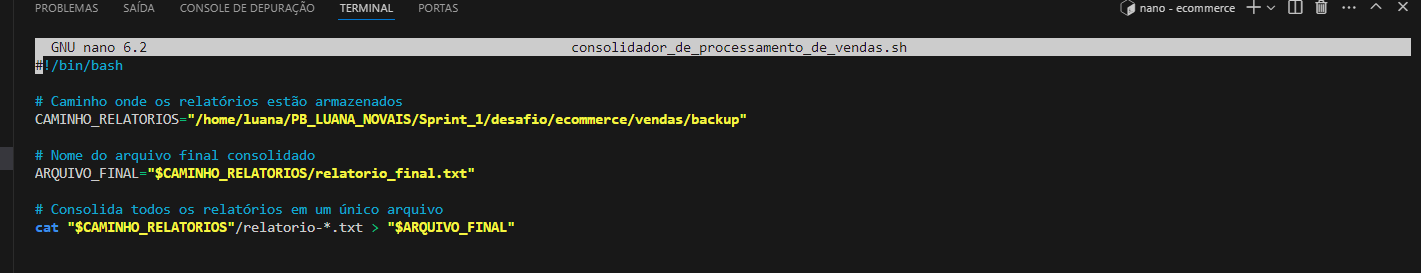 PROBLEMAS SAÍDA CONSOLE DE DEPURAÇÃO TERMINAL PORTAS nano - ecommerce
GNU nano 6.2 consolidador_de_processamento_de_vendas.sh
#!/bin/bash
# Caminho onde os relatórios estão armazenados
CAMINHO_RELATORIOS="/home/luana/PB_LUANA_NOVAIS/Sprint_1/desafio/ecommerce/vendas/backup"
# Nome do arquivo final consolidado
ARQUIVO_FINAL="$CAMINHO_RELATORIOS/relatorio_final.txt"
# Consolida todos os relatórios em um único arquivo
cat "$CAMINHO_RELATORIOS"/relatorio-*.txt > "$ARQUIVO_FINAL"